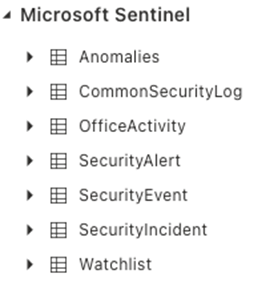 Microsoft Sentinel
Anomalies
CommonSecurityLog
OfficeActivity
SecurityAlert
SecurityEvent
SecurityIncident
Watchlist